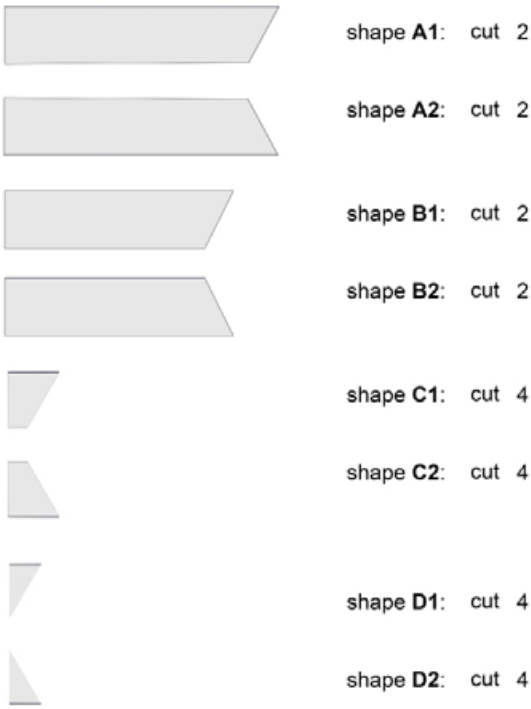 shape A1: cut 2
shape A2: cut 2
shape B1: cut 2
shape B2: cut 2
shape C1: cut 4
shape C2: cut 4
shape D1: cut 4
shape D2: cut 4